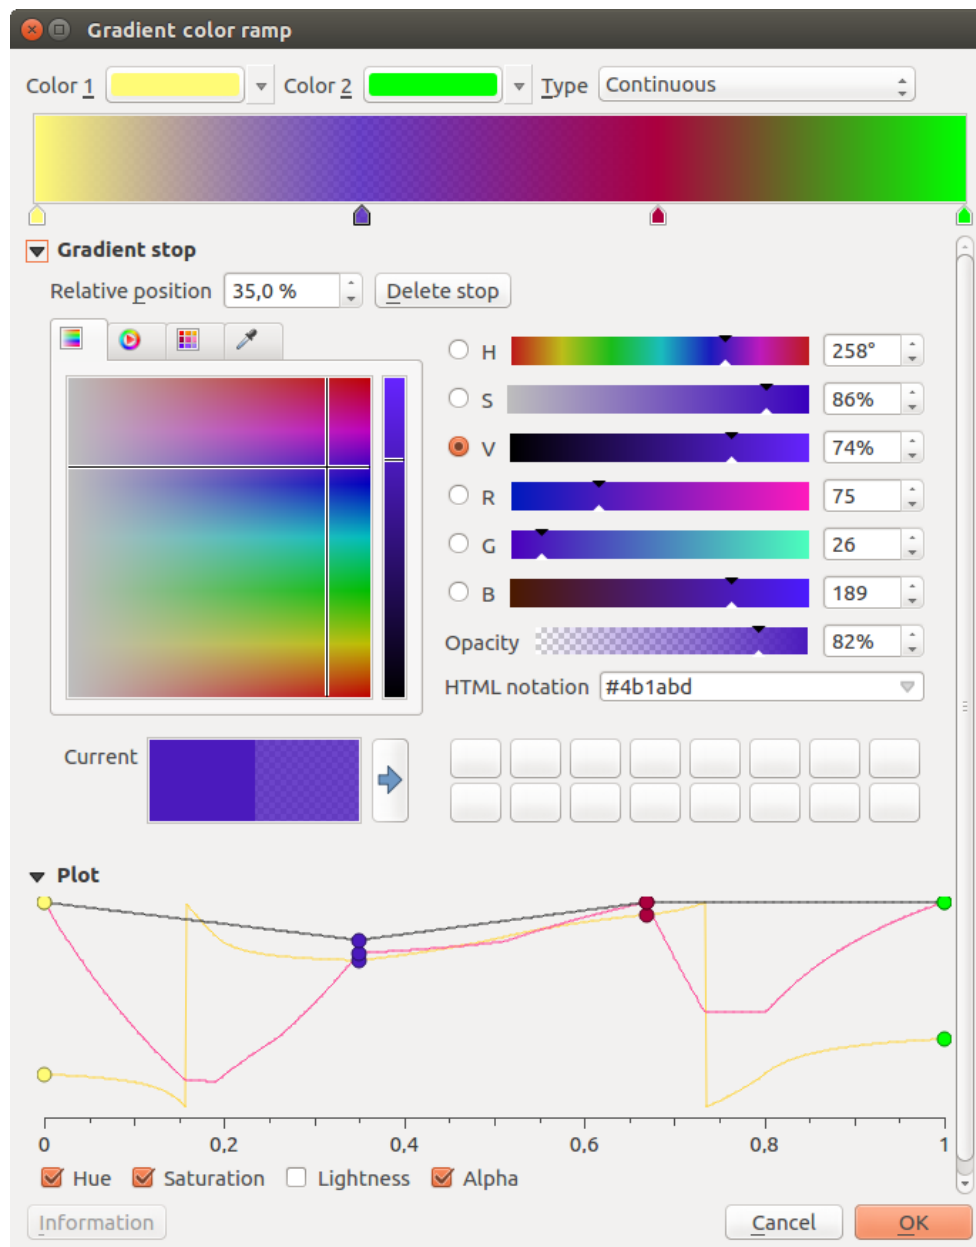 Gradient color ramp
Color 1 Color 2 Type Continuous
Gradient stop
Relative position 35,0 % Delete stop
H 258°
S 86%
V 74%
R 75
G 26
B 189
Opacity 82%
HTML notation #4b1abd
Current
Plot
0 0,2 0,4 0,6 0,8 1
Hue Saturation Lightness Alpha
Information Cancel OK